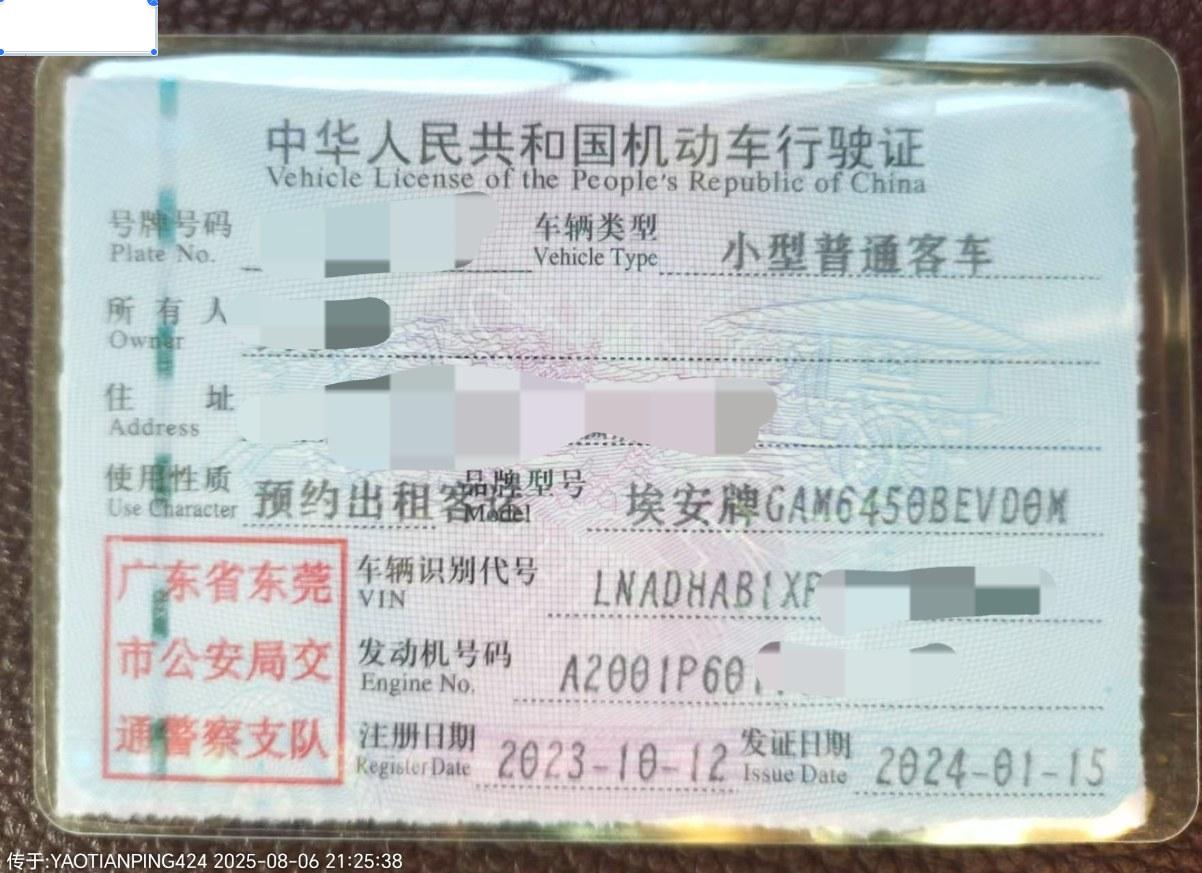 中华人民共和国机动车行驶证
Vehicle License of the People's Republic of China
号牌号码
Plate No.
车辆类型
Vehicle Type
小型普通客车
所有人
Owner
住址
Address
使用性质
Use Character
预约出租客
品牌型号
Model
埃安牌GAM6450BEVD0M
广东省东莞
市公安局交
通警察支队
车辆识别代号
VIN
LNADHAB1XP
发动机号码
Engine No.
A2001P60
注册日期
Register Date
2023-10-12
发证日期
Issue Date
2024-01-15
传于:YAOTIANPING424 2025-08-06 21:25:38